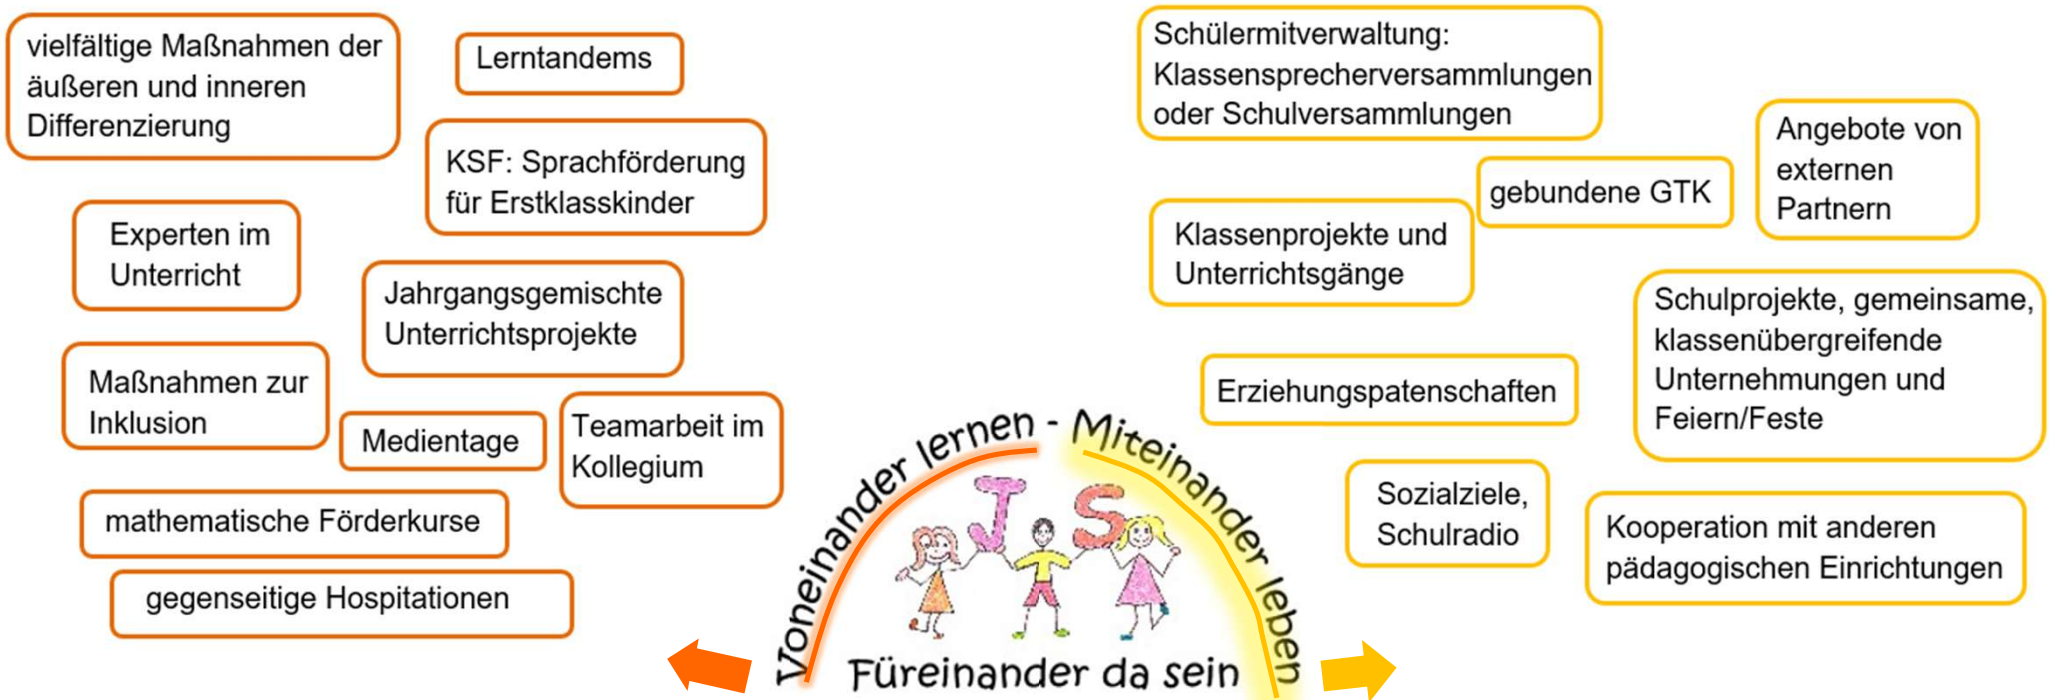 vielfältige Maßnahmen der
äußeren und inneren
Differenzierung
Lerntandems
KSF: Sprachförderung
für Erstklasskinder
Experten im
Unterricht
Jahrgangsgemischte
Unterrichtsprojekte
Maßnahmen zur
Inklusion
Medientage
Teamarbeit im
Kollegium
mathematische Förderkurse
gegenseitige Hospitationen
Schülermitverwaltung:
Klassensprecherversammlungen
oder Schulversammlungen
Angebote von
externen
Partnern
gebundene GTK
Klassenprojekte und
Unterrichtsgänge
Schulprojekte, gemeinsame,
klassenübergreifende
Unternehmungen und
Feiern/Feste
Erziehungspatenschaften
Sozialziele,
Schulradio
Kooperation mit anderen
pädagogischen Einrichtungen
Voneinander lernen - Miteinander leben
JS
Füreinander da sein